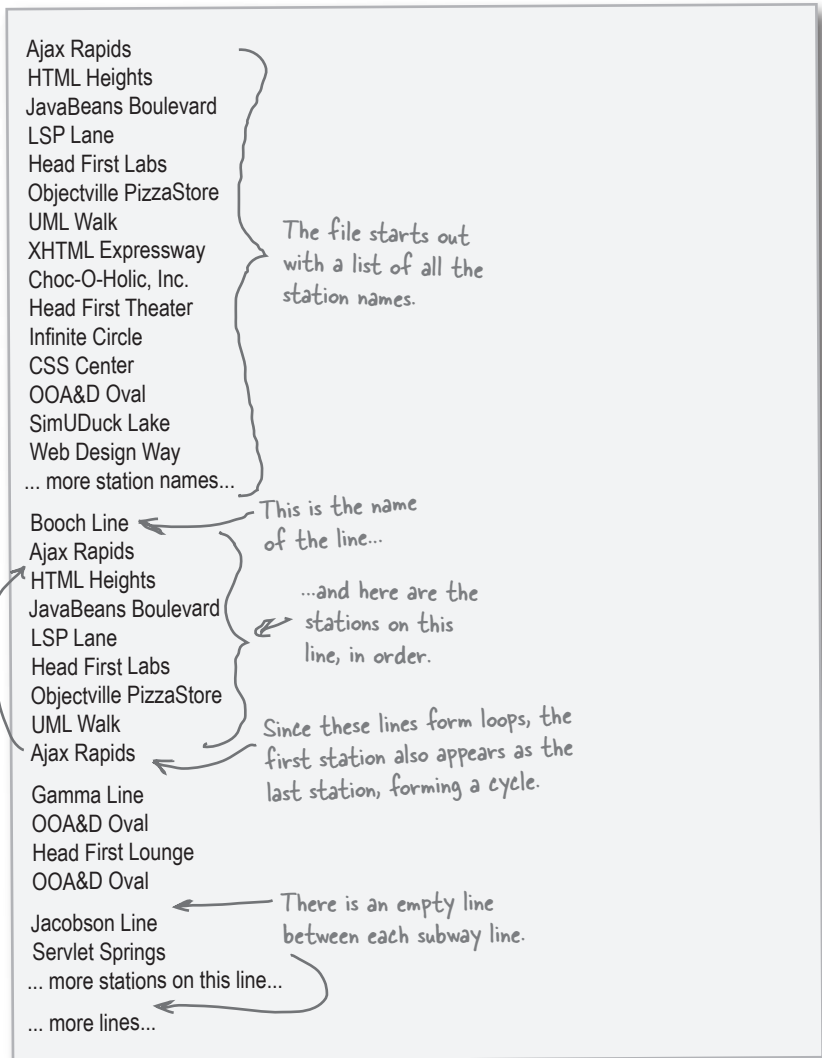 Ajax Rapids
HTML Heights
JavaBeans Boulevard
LSP Lane
Head First Labs
Objectville PizzaStore
UML Walk
XHTML Expressway
Choc-O-Holic, Inc.
Head First Theater
Infinite Circle
CSS Center
OOA&D Oval
SimUDuck Lake
Web Design Way
... more station names...
The file starts out
with a list of all the
station names.
Booch Line
This is the name
of the line...
Ajax Rapids
HTML Heights
JavaBeans Boulevard
LSP Lane
Head First Labs
Objectville PizzaStore
UML Walk
Ajax Rapids
...and here are the
stations on this
line, in order.
Since these lines form loops, the
first station also appears as the
last station, forming a cycle.
Gamma Line
OOA&D Oval
Head First Lounge
OOA&D Oval
There is an empty line
between each subway line.
Jacobson Line
Servlet Springs
... more stations on this line...
... more lines...